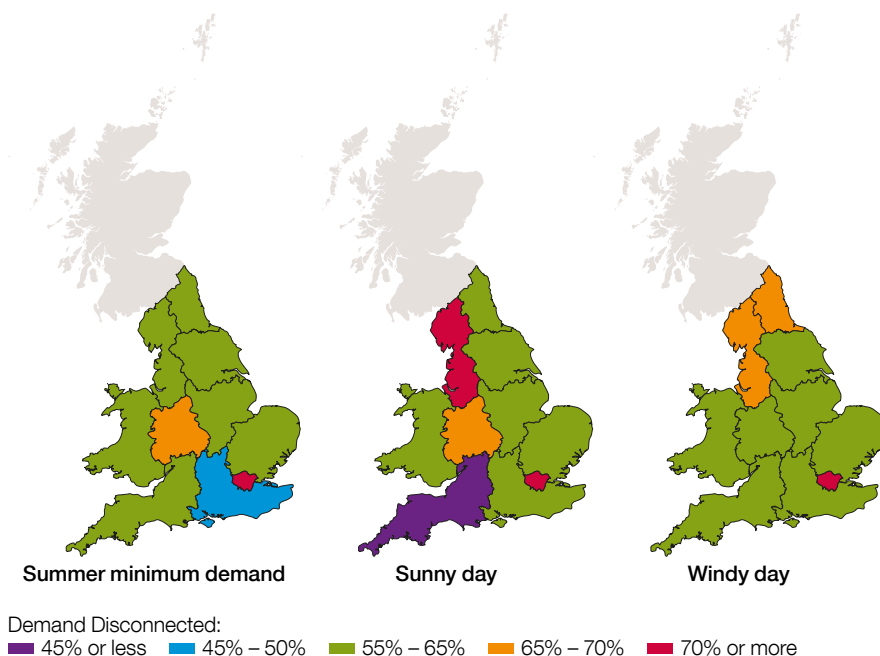 Summer minimum demand
Sunny day
Windy day
Demand Disconnected:
45% or less
45% – 50%
55% – 65%
65% – 70%
70% or more